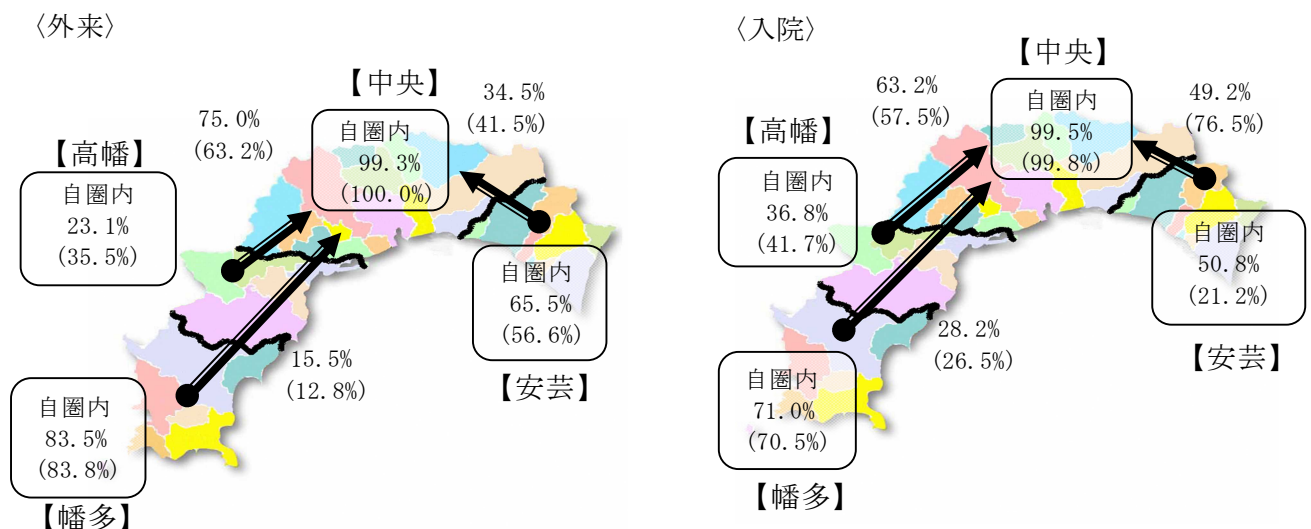 〈外来〉
【中央】
自圏内
99.3%
(100.0%)
34.5%
(41.5%)
75.0%
(63.2%)
【高幡】
自圏内
23.1%
(35.5%)
自圏内
65.5%
(56.6%)
【安芸】
15.5%
(12.8%)
自圏内
83.5%
(83.8%)
【幡多】
〈入院〉
【中央】
自圏内
99.5%
(99.8%)
49.2%
(76.5%)
63.2%
(57.5%)
【高幡】
自圏内
36.8%
(41.7%)
自圏内
50.8%
(21.2%)
【安芸】
28.2%
(26.5%)
自圏内
71.0%
(70.5%)
【幡多】